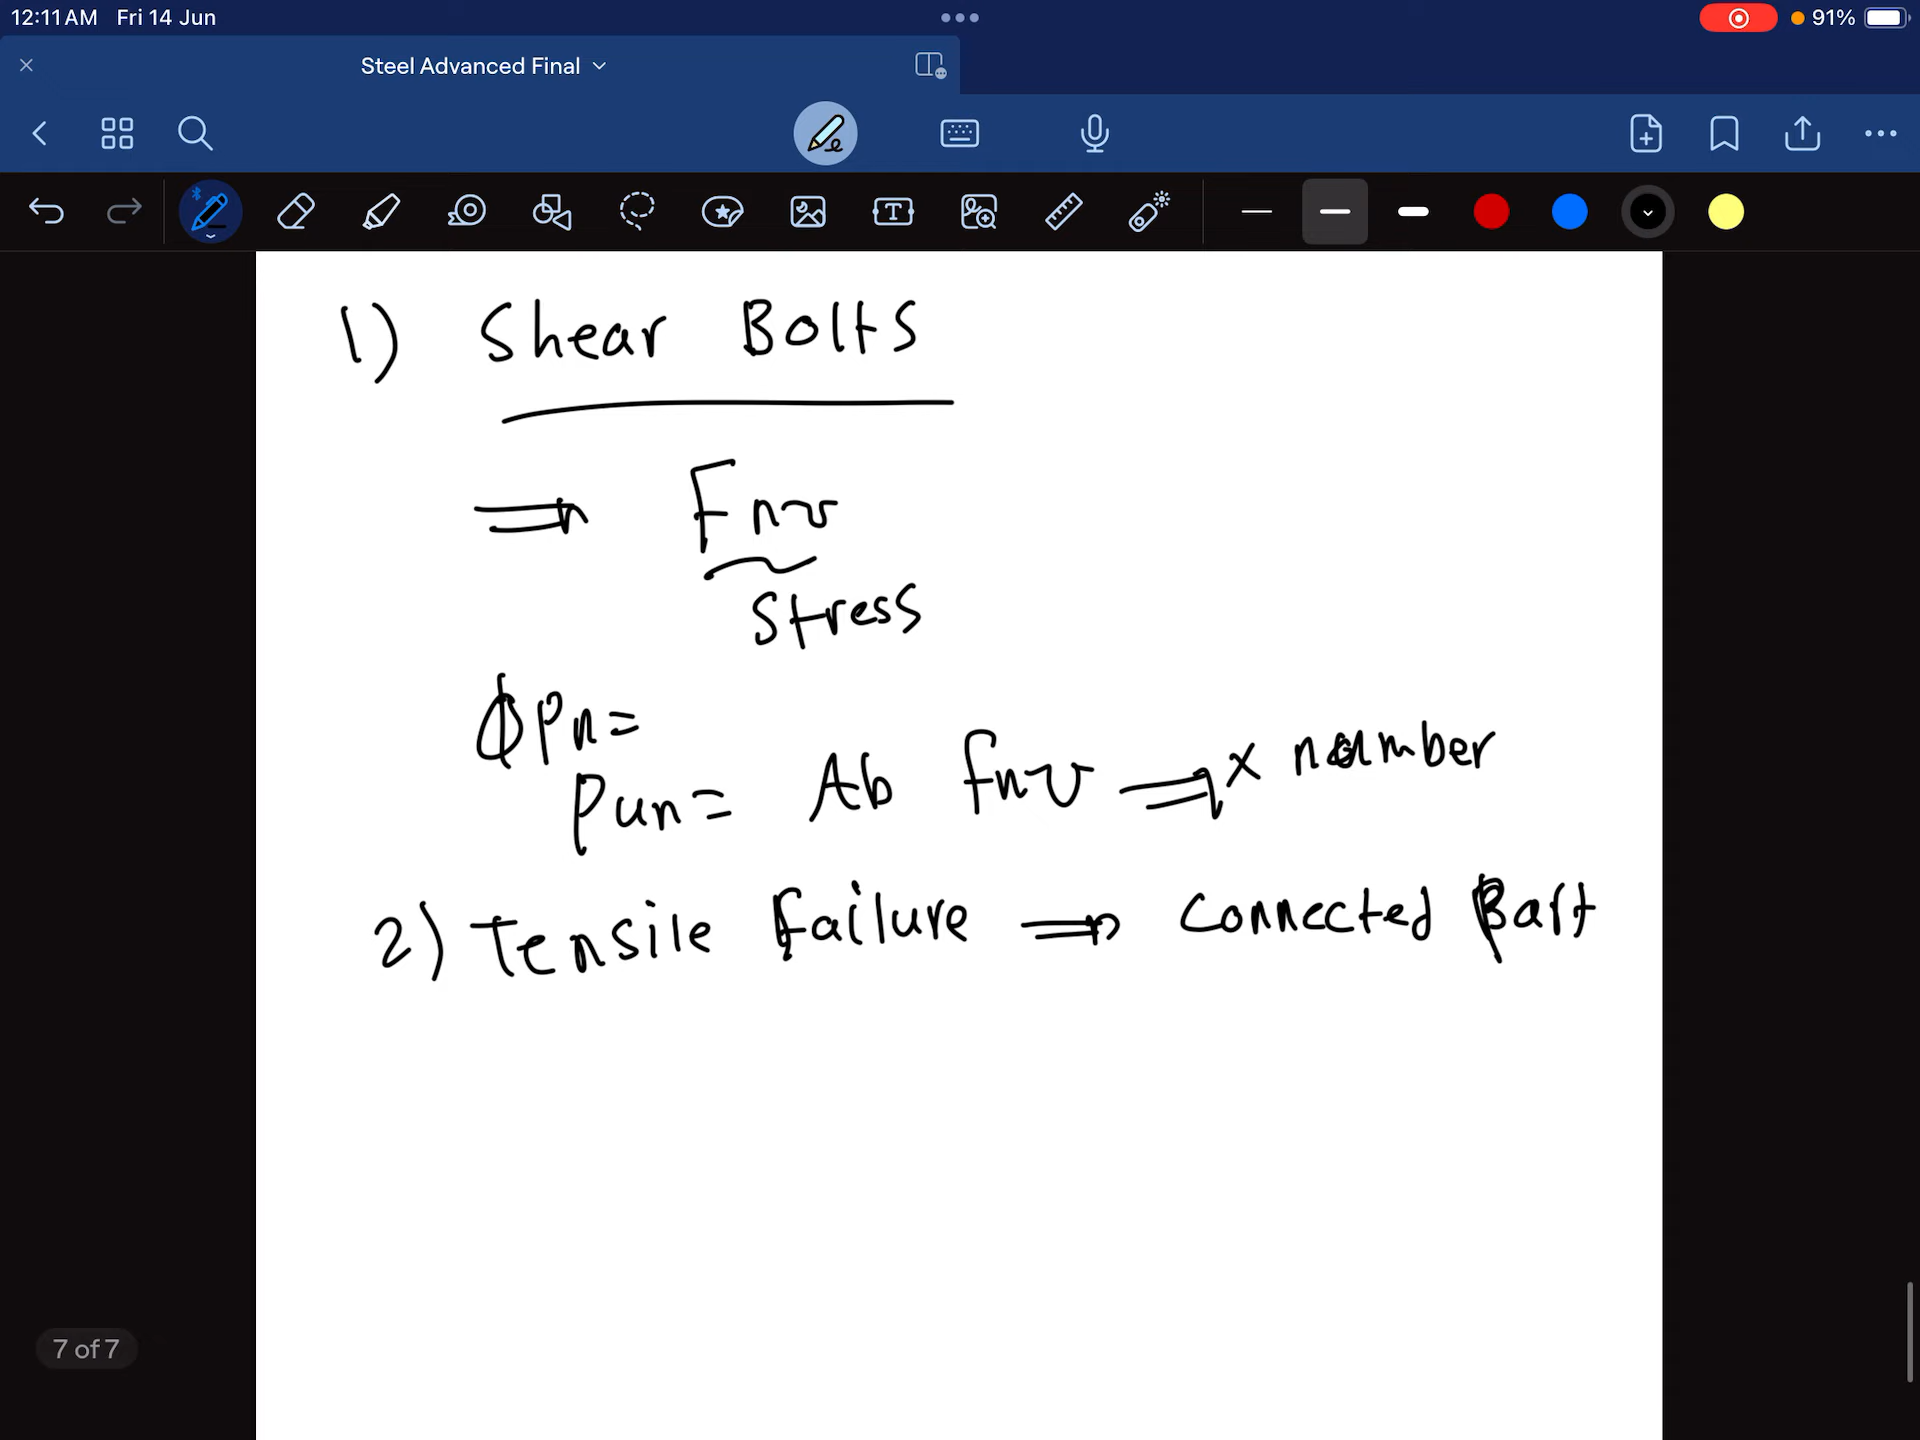 12:11 AM Fri 14 Jun
91%
Steel Advanced Final
1) Shear Bolts
⇒ Fnv
Stress
ϕPn=
Pun= Ab Fnv ⇒ x number
2) Tensile Failure ⇒ Connected Part
7 of 7